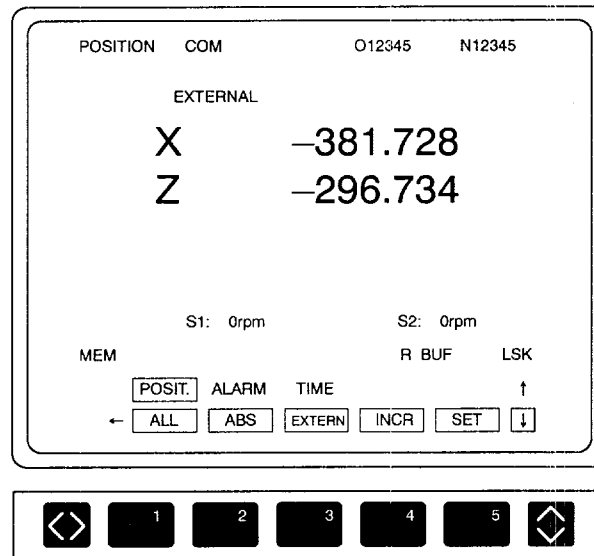 POSITION COM O12345 N12345
EXTERNAL
X −381.728
Z −296.734
S1: 0rpm S2: 0rpm
MEM R BUF LSK
POSIT. ALARM TIME ↑
← ALL ABS EXTERN INCR SET ↓
1 2 3 4 5